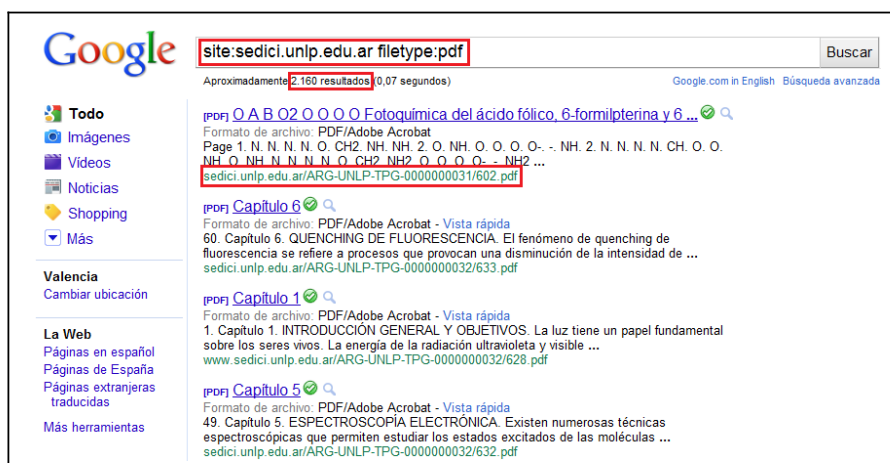 Google
site:sedici.unlp.edu.ar filetype:pdf
Buscar
Aproximadamente 2.160 resultados (0,07 segundos)
Google.com in English Búsqueda avanzada
Todo
Imágenes
Vídeos
Noticias
Shopping
Más
Valencia
Cambiar ubicación
La Web
Páginas en español
Páginas de España
Páginas extranjeras
traducidas
Más herramientas
[PDF] O A B O2 O O O O Fotoquímica del ácido fólico, 6-formilpterina y 6 ...
Formato de archivo: PDF/Adobe Acrobat
Page 1. N. N. N. N. O. CH2. NH. NH. 2. O. NH. O. O. O. O-. -. NH. 2. N. N. N. N. CH. O. O.
NH. O. NH. N. N. N. N. O. CH2. NH2. O. O. O. O- - NH2 ...
sedici.unlp.edu.ar/ARG-UNLP-TPG-0000000031/602.pdf
[PDF] Capítulo 6
Formato de archivo: PDF/Adobe Acrobat - Vista rápida
60. Capítulo 6. QUENCHING DE FLUORESCENCIA. El fenómeno de quenching de
fluorescencia se refiere a procesos que provocan una disminución de la intensidad de ...
sedici.unlp.edu.ar/ARG-UNLP-TPG-0000000032/633.pdf
[PDF] Capítulo 1
Formato de archivo: PDF/Adobe Acrobat - Vista rápida
1. Capítulo 1. INTRODUCCIÓN GENERAL Y OBJETIVOS. La luz tiene un papel fundamental
sobre los seres vivos. La energía de la radiación ultravioleta y visible ...
www.sedici.unlp.edu.ar/ARG-UNLP-TPG-0000000032/628.pdf
[PDF] Capítulo 5
Formato de archivo: PDF/Adobe Acrobat - Vista rápida
49. Capítulo 5. ESPECTROSCOPÍA ELECTRÓNICA. Existen numerosas técnicas
espectroscópicas que permiten estudiar los estados excitados de las moléculas ...
sedici.unlp.edu.ar/ARG-UNLP-TPG-0000000032/632.pdf